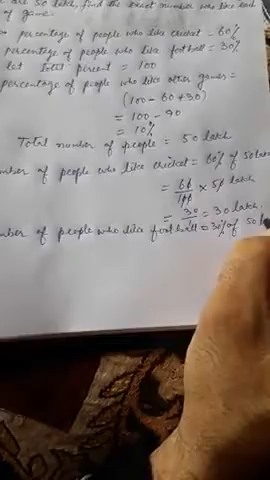 are 50 lakh, find the exact number who like each
of game.
percentage of people who like cricket = 60%
percentage of people who like football = 30%
let total percent = 100
percentage of people who like other games =
(100 - 60+30)
= 100 - 90
= 10%
Total number of people = 50 lakh
mber of people who like cricket = 60% of 50 lakh
= 60/100 × 50 lakh
= 30/1 = 30 lakh.
mber of people who like football = 30% of 50 l